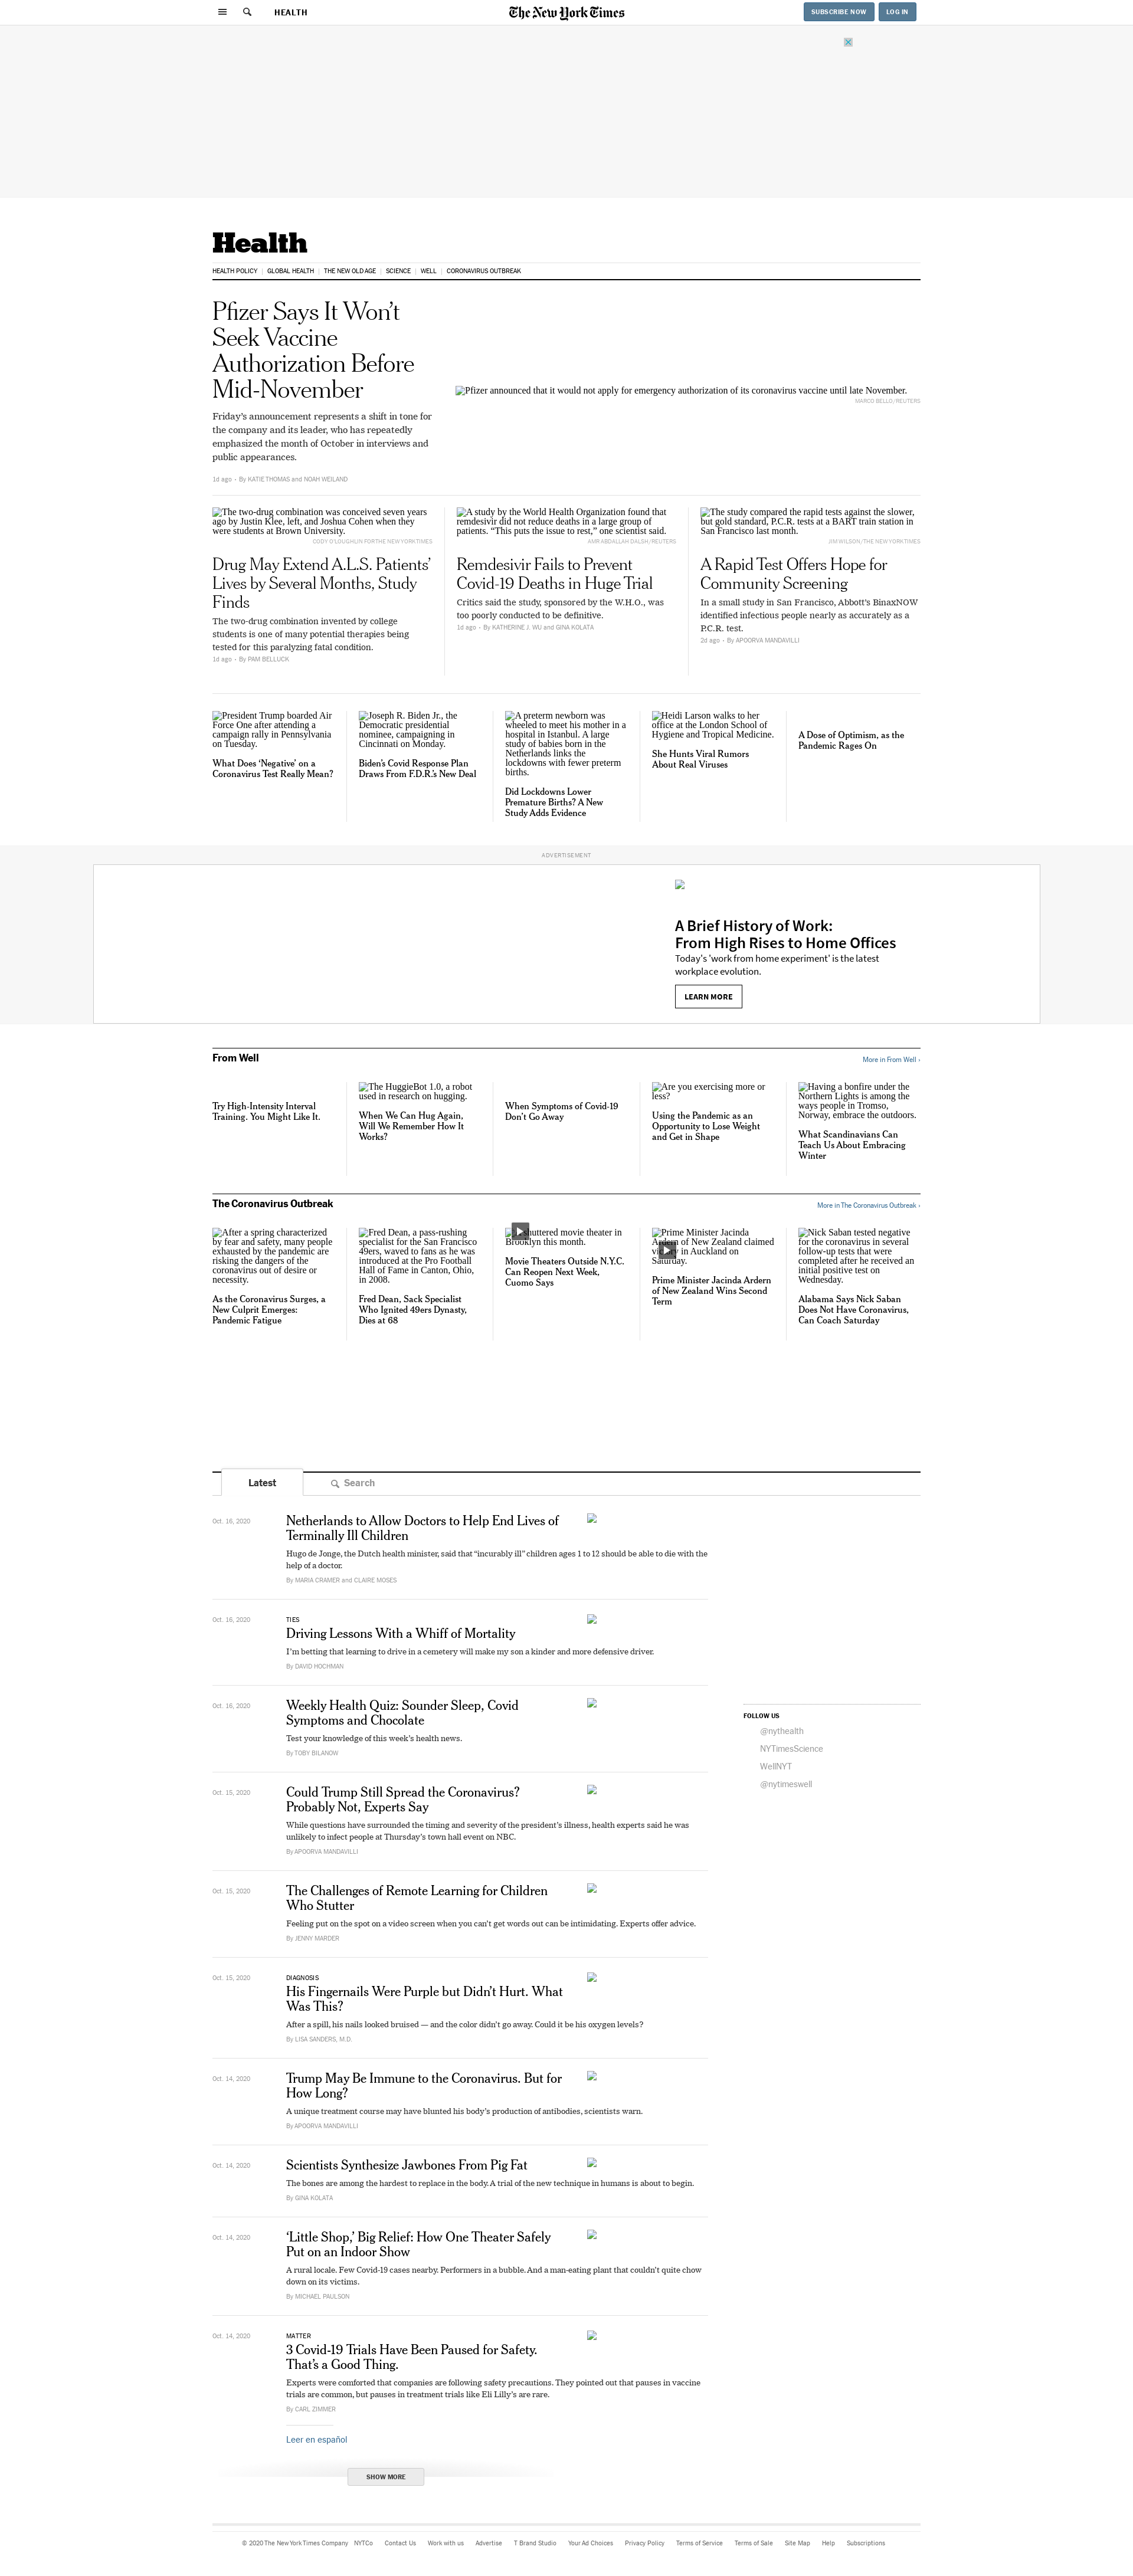 HEALTH
The New York Times
SUBSCRIBE NOW
LOG IN
Health
HEALTH POLICY
GLOBAL HEALTH
THE NEW OLD AGE
SCIENCE
WELL
CORONAVIRUS OUTBREAK
Pfizer Says It Won’t
Seek Vaccine
Authorization Before
Mid-November
Friday’s announcement represents a shift in tone for
the company and its leader, who has repeatedly
emphasized the month of October in interviews and
public appearances.
1d ago • By KATIE THOMAS and NOAH WEILAND
Pfizer announced that it would not apply for emergency authorization of its coronavirus vaccine until late November.
MARCO BELLO/REUTERS
The two-drug combination was conceived seven years
ago by Justin Klee, left, and Joshua Cohen when they
were students at Brown University.
CODY O’LOUGHLIN FOR THE NEW YORK TIMES
Drug May Extend A.L.S. Patients’
Lives by Several Months, Study
Finds
The two-drug combination invented by college
students is one of many potential therapies being
tested for this paralyzing fatal condition.
1d ago • By PAM BELLUCK
A study by the World Health Organization found that
remdesivir did not reduce deaths in a large group of
patients. “This puts the issue to rest,” one scientist said.
AMR ABDALLAH DALSH/REUTERS
Remdesivir Fails to Prevent
Covid-19 Deaths in Huge Trial
Critics said the study, sponsored by the W.H.O., was
too poorly conducted to be definitive.
1d ago • By KATHERINE J. WU and GINA KOLATA
The study compared the rapid tests against the slower,
but gold standard, P.C.R. tests at a BART train station in
San Francisco last month.
JIM WILSON/THE NEW YORK TIMES
A Rapid Test Offers Hope for
Community Screening
In a small study in San Francisco, Abbott’s BinaxNOW
identified infectious people nearly as accurately as a
P.C.R. test.
2d ago • By APOORVA MANDAVILLI
President Trump boarded Air
Force One after attending a
campaign rally in Pennsylvania
on Tuesday.
What Does ‘Negative’ on a
Coronavirus Test Really Mean?
Joseph R. Biden Jr., the
Democratic presidential
nominee, campaigning in
Cincinnati on Monday.
Biden’s Covid Response Plan
Draws From F.D.R.’s New Deal
A preterm newborn was
wheeled to meet his mother in a
hospital in Istanbul. A large
study of babies born in the
Netherlands links the
lockdowns with fewer preterm
births.
Did Lockdowns Lower
Premature Births? A New
Study Adds Evidence
Heidi Larson walks to her
office at the London School of
Hygiene and Tropical Medicine.
She Hunts Viral Rumors
About Real Viruses
A Dose of Optimism, as the
Pandemic Rages On
ADVERTISEMENT
A Brief History of Work:
From High Rises to Home Offices
Today's 'work from home experiment' is the latest
workplace evolution.
LEARN MORE
From Well
More in From Well ›
Try High-Intensity Interval
Training. You Might Like It.
The HuggieBot 1.0, a robot
used in research on hugging.
When We Can Hug Again,
Will We Remember How It
Works?
When Symptoms of Covid-19
Don’t Go Away
Are you exercising more or
less?
Using the Pandemic as an
Opportunity to Lose Weight
and Get in Shape
Having a bonfire under the
Northern Lights is among the
ways people in Tromso,
Norway, embrace the outdoors.
What Scandinavians Can
Teach Us About Embracing
Winter
The Coronavirus Outbreak
More in The Coronavirus Outbreak ›
After a spring characterized
by fear and safety, many people
exhausted by the pandemic are
risking the dangers of the
coronavirus out of desire or
necessity.
As the Coronavirus Surges, a
New Culprit Emerges:
Pandemic Fatigue
Fred Dean, a pass-rushing
specialist for the San Francisco
49ers, waved to fans as he was
introduced at the Pro Football
Hall of Fame in Canton, Ohio,
in 2008.
Fred Dean, Sack Specialist
Who Ignited 49ers Dynasty,
Dies at 68
movie theater in
Brooklyn this month.
Movie Theaters Outside N.Y.C.
Can Reopen Next Week,
Cuomo Says
Prime Minister Jacinda
of New Zealand claimed
in Auckland on
Saturday.
Prime Minister Jacinda Ardern
of New Zealand Wins Second
Term
Nick Saban tested negative
for the coronavirus in several
follow-up tests that were
completed after he received an
initial positive test on
Wednesday.
Alabama Says Nick Saban
Does Not Have Coronavirus,
Can Coach Saturday
Latest
Search
Oct. 16, 2020
Netherlands to Allow Doctors to Help End Lives of
Terminally Ill Children
Hugo de Jonge, the Dutch health minister, said that “incurably ill” children ages 1 to 12 should be able to die with the
help of a doctor.
By MARIA CRAMER and CLAIRE MOSES
Oct. 16, 2020
TIES
Driving Lessons With a Whiff of Mortality
I’m betting that learning to drive in a cemetery will make my son a kinder and more defensive driver.
By DAVID HOCHMAN
Oct. 16, 2020
Weekly Health Quiz: Sounder Sleep, Covid
Symptoms and Chocolate
Test your knowledge of this week’s health news.
By TOBY BILANOW
Oct. 15, 2020
Could Trump Still Spread the Coronavirus?
Probably Not, Experts Say
While questions have surrounded the timing and severity of the president’s illness, health experts said he was
unlikely to infect people at Thursday’s town hall event on NBC.
By APOORVA MANDAVILLI
Oct. 15, 2020
The Challenges of Remote Learning for Children
Who Stutter
Feeling put on the spot on a video screen when you can’t get words out can be intimidating. Experts offer advice.
By JENNY MARDER
Oct. 15, 2020
DIAGNOSIS
His Fingernails Were Purple but Didn’t Hurt. What
Was This?
After a spill, his nails looked bruised — and the color didn’t go away. Could it be his oxygen levels?
By LISA SANDERS, M.D.
Oct. 14, 2020
Trump May Be Immune to the Coronavirus. But for
How Long?
A unique treatment course may have blunted his body’s production of antibodies, scientists warn.
By APOORVA MANDAVILLI
Oct. 14, 2020
Scientists Synthesize Jawbones From Pig Fat
The bones are among the hardest to replace in the body. A trial of the new technique in humans is about to begin.
By GINA KOLATA
Oct. 14, 2020
‘Little Shop,’ Big Relief: How One Theater Safely
Put on an Indoor Show
A rural locale. Few Covid-19 cases nearby. Performers in a bubble. And a man-eating plant that couldn’t quite chow
down on its victims.
By MICHAEL PAULSON
Oct. 14, 2020
MATTER
3 Covid-19 Trials Have Been Paused for Safety.
That’s a Good Thing.
Experts were comforted that companies are following safety precautions. They pointed out that pauses in vaccine
trials are common, but pauses in treatment trials like Eli Lilly’s are rare.
By CARL ZIMMER
Leer en español
SHOW MORE
FOLLOW US
@nythealth
NYTimesScience
WellNYT
@nytimeswell
© 2020 The New York Times Company
NYTCo
Contact Us
Work with us
Advertise
T Brand Studio
Your Ad Choices
Privacy Policy
Terms of Service
Terms of Sale
Site Map
Help
Subscriptions